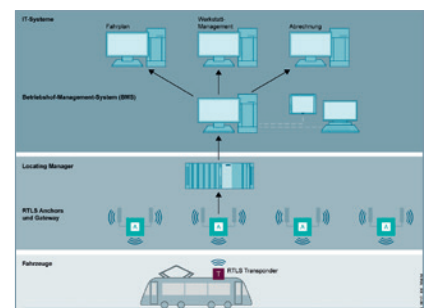 IT-Systeme
Fahrplan
Werkstatt-
Management
Abrechnung
Betriebshof-Management-System (BMS)
Locating Manager
RTLS Anchors
and Gateway
A
A
A
A
Fahrzeuge
T
RTLS Transponder